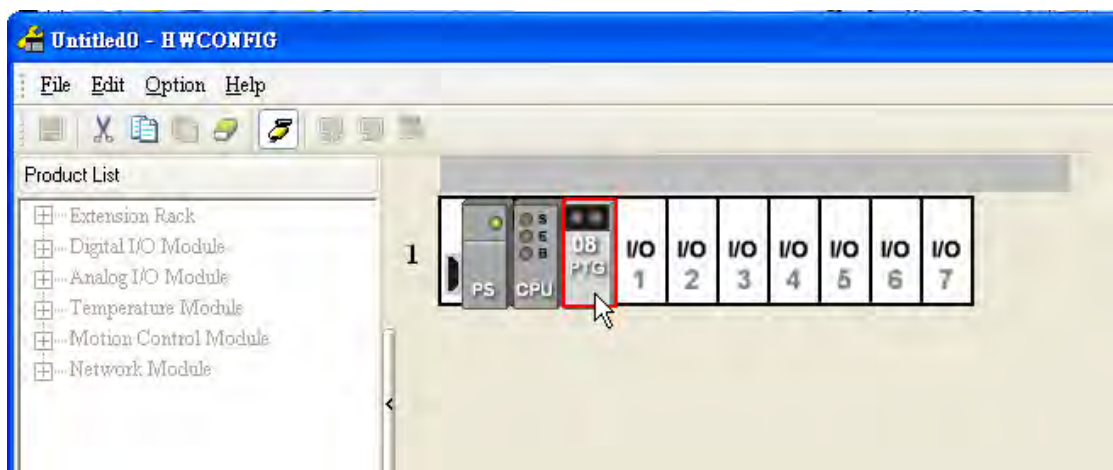 Untitled0 - HWCONFIG
File Edit Option Help
Product List
Extension Rack
Digital I/O Module
Analog I/O Module
Temperature Module
Motion Control Module
Network Module
1
PS
S
E
B
CPU
08
PTG
I/O I/O I/O I/O I/O I/O I/O
1 2 3 4 5 6 7